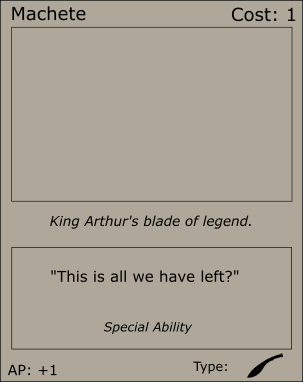 Machete
Cost: 1
King Arthur's blade of legend.
"This is all we have left?"
Special Ability
AP: +1
Type: